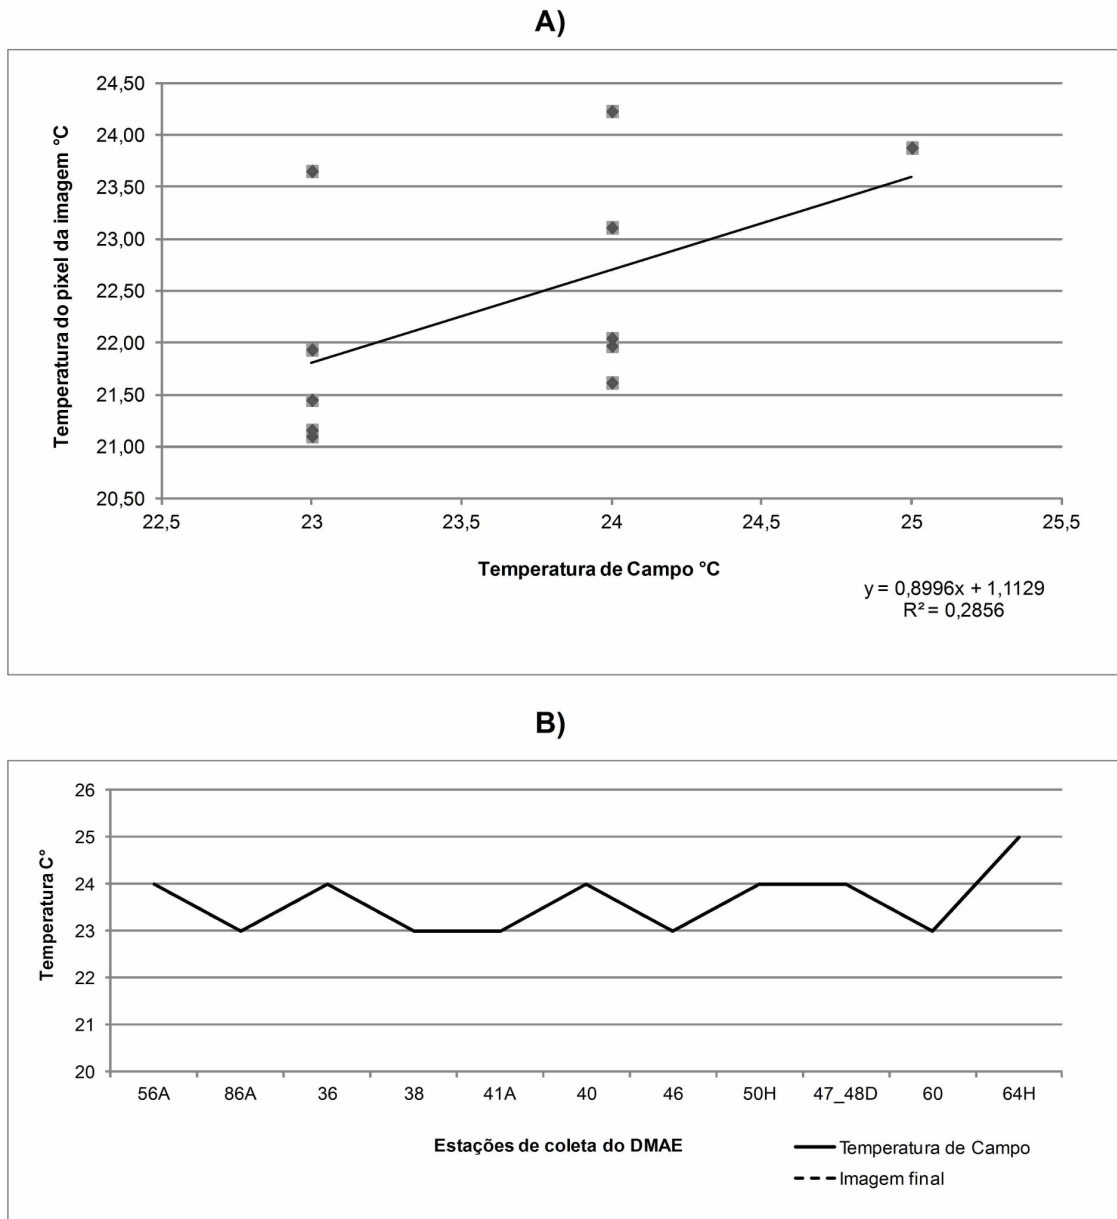 A)
24,50
24,00
23,50
23,00
22,50
22,00
21,50
21,00
20,50
Temperatura do pixel da imagem °C
22,5 23 23,5 24 24,5 25 25,5
Temperatura de Campo °C
y = 0,8996x + 1,1129
R² = 0,2856
B)
26
25
24
23
22
21
20
Temperatura C°
56A 86A 36 38 41A 40 46 50H 47_48D 60 64H
Estações de coleta do DMAE
Temperatura de Campo
Imagem final